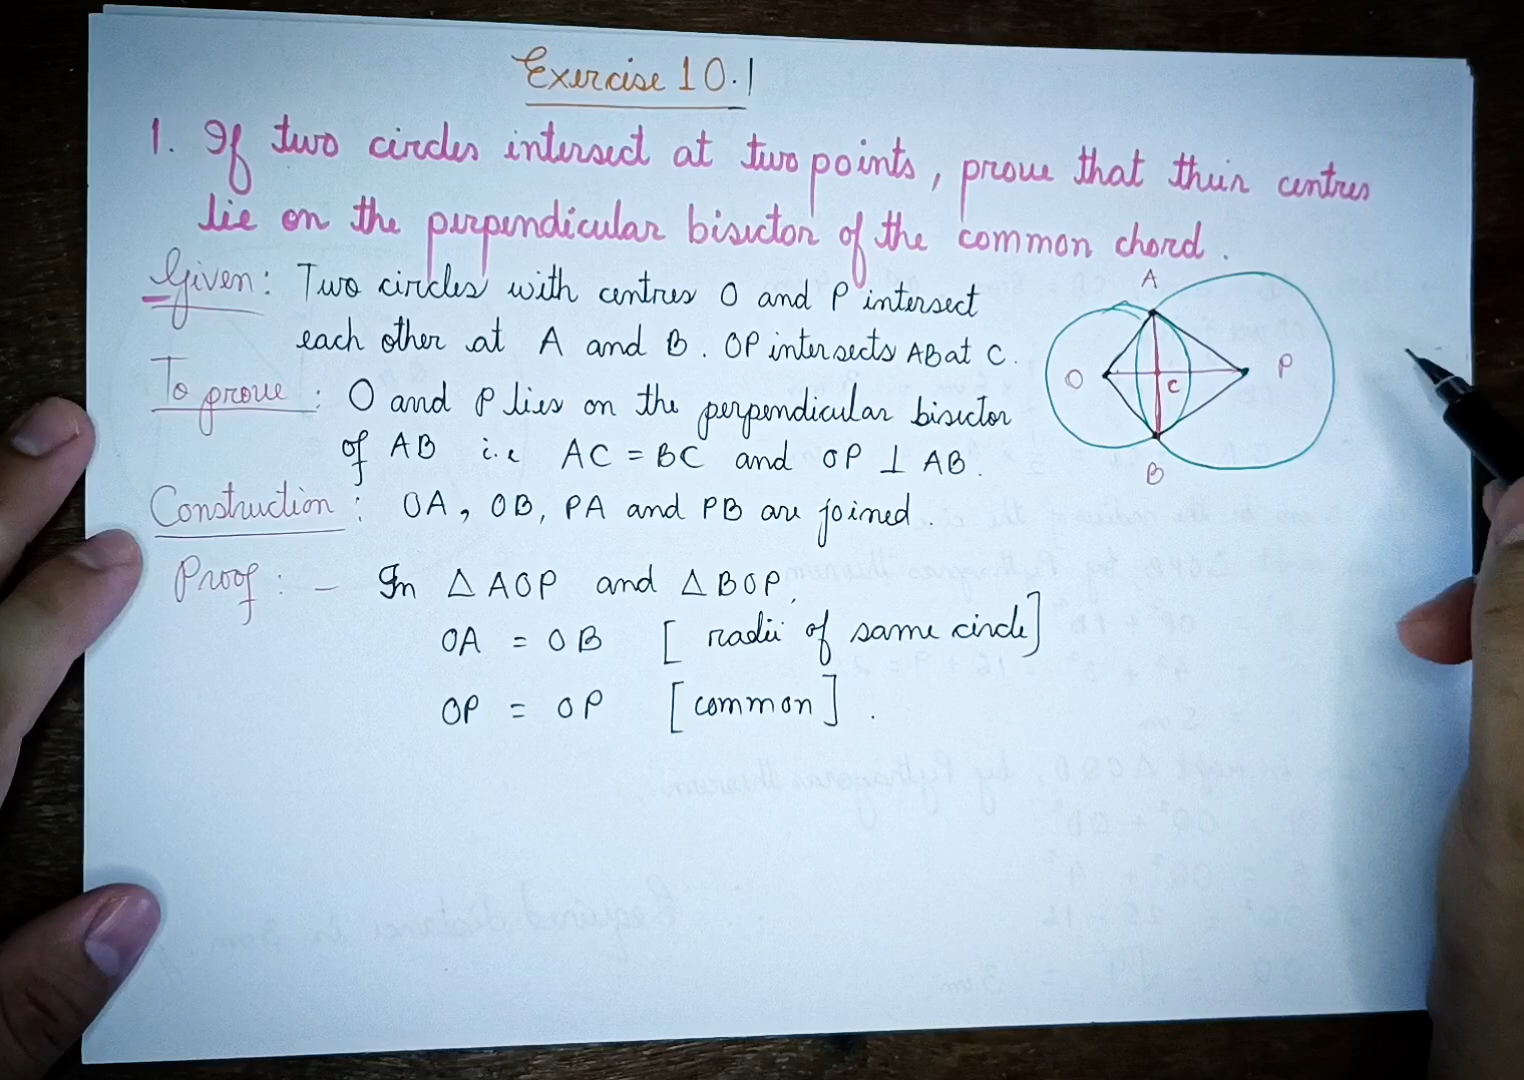 Exercise 10.1
1. If two circles intersect at two points, prove that their centres
lie on the perpendicular bisector of the common chord.
Given: Two circles with centres O and P intersect
each other at A and B. OP intersects AB at C.
To prove: O and P lies on the perpendicular bisector
of AB i.e AC = BC and OP ⊥ AB.
Construction: OA, OB, PA and PB are joined.
Proof: - In △ AOP and △ BOP,
OA = OB [ radii of same circle]
OP = OP [common].
A
O
C
P
B